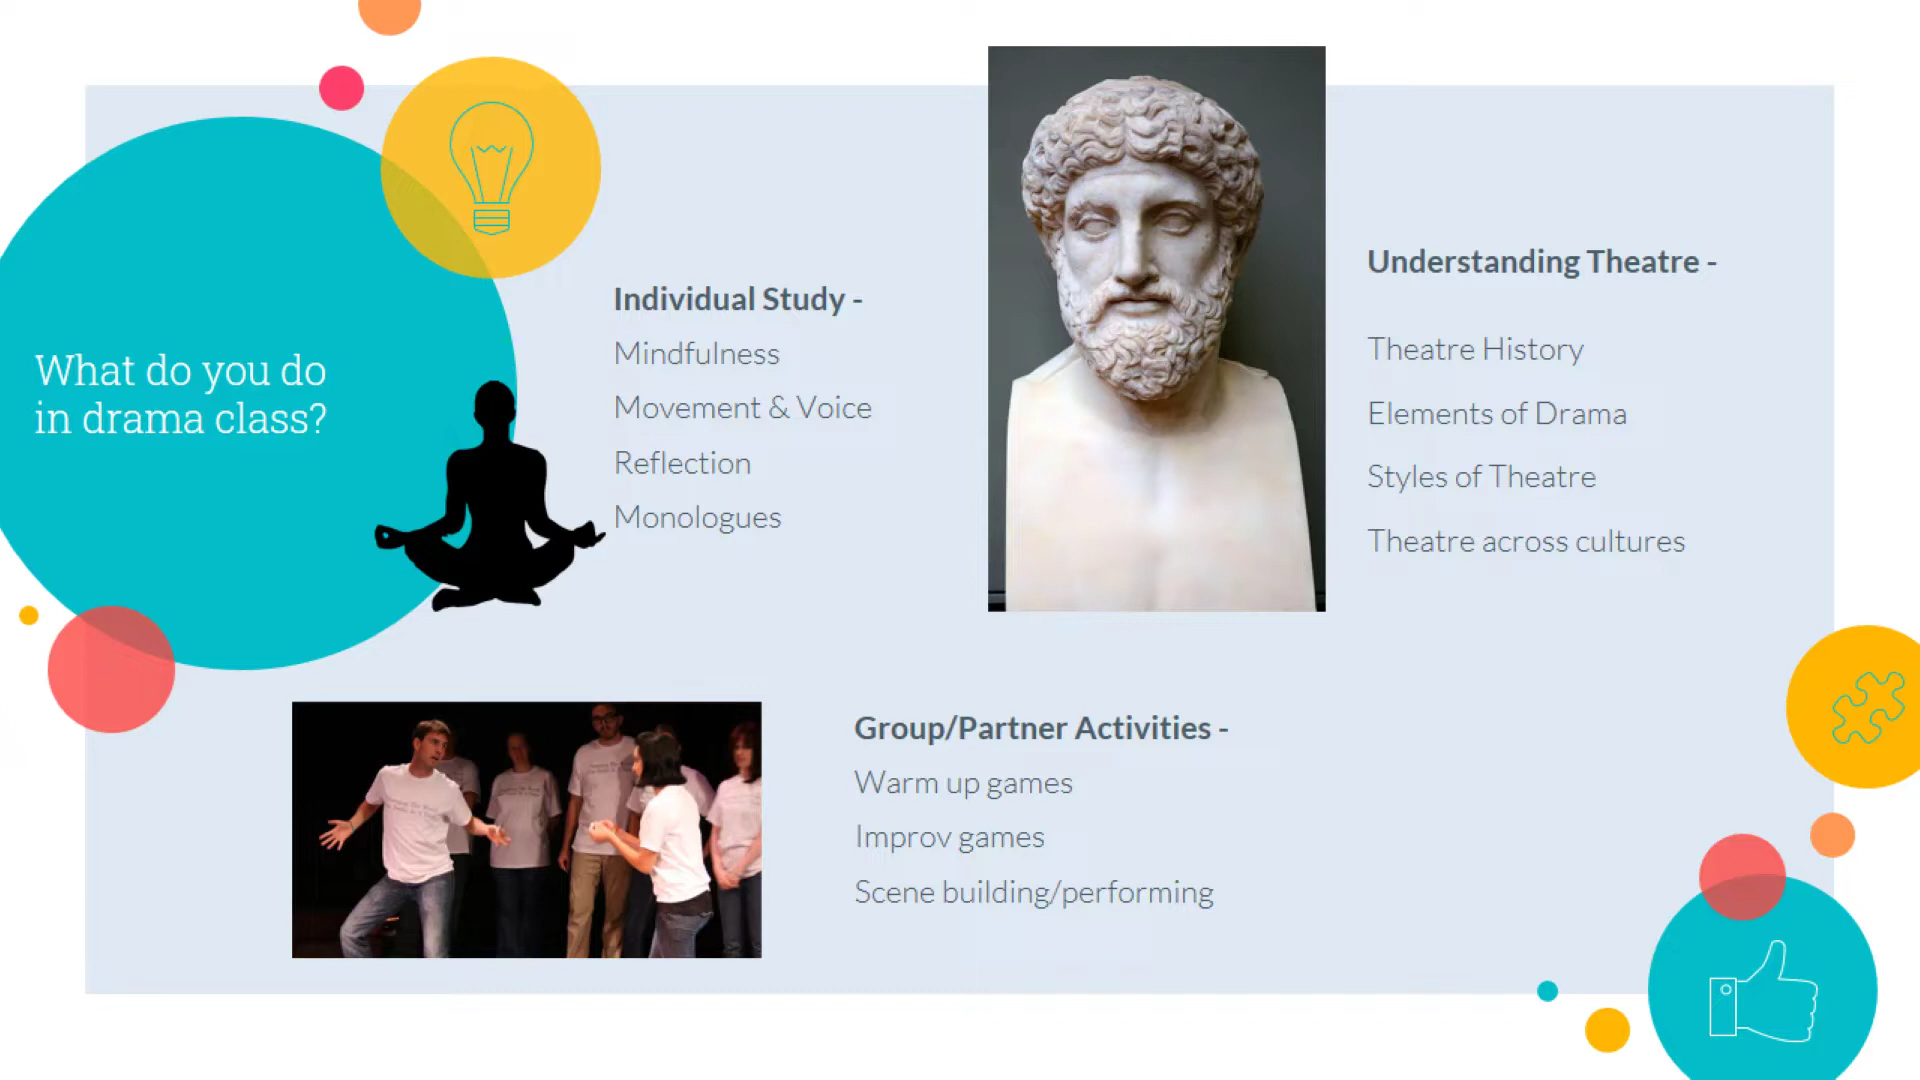 What do you do
in drama class?
Individual Study -
Mindfulness
Movement & Voice
Reflection
Monologues
Understanding Theatre -
Theatre History
Elements of Drama
Styles of Theatre
Theatre across cultures
Group/Partner Activities -
Warm up games
Improv games
Scene building/performing